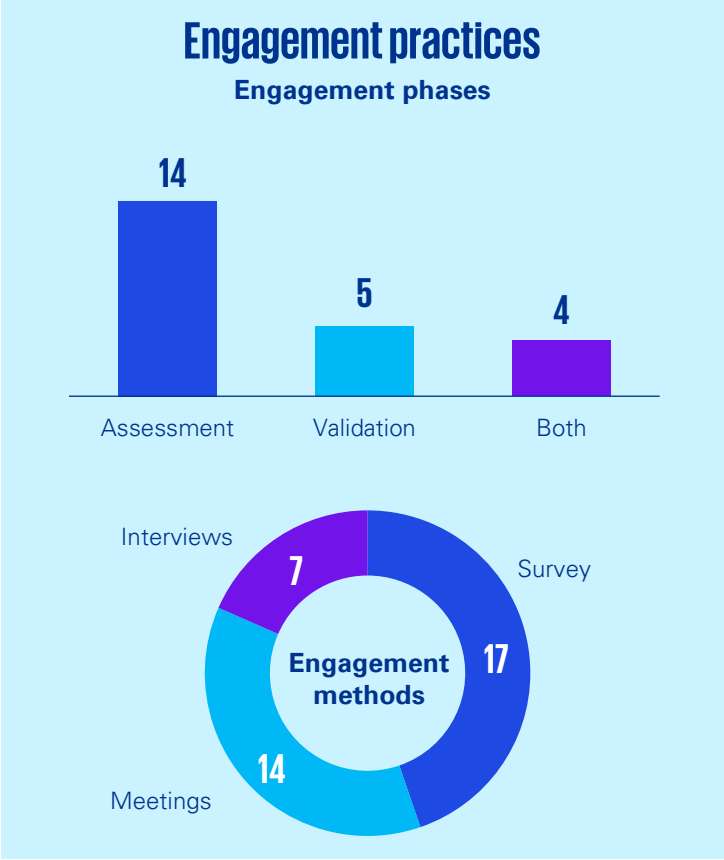 Engagement practices
Engagement phases
14
5
4
Assessment
Validation
Both
Interviews
7
Survey
Engagement
methods
17
14
Meetings